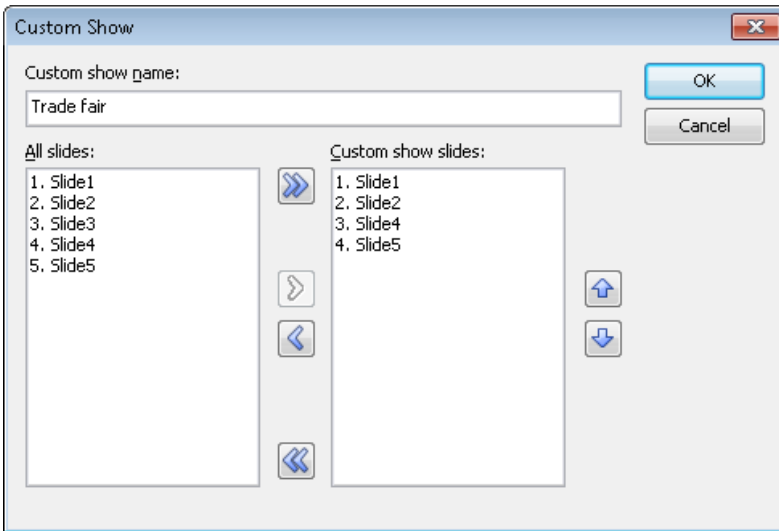 Custom Show
Custom show name:
OK
Trade fair
Cancel
All slides:
Custom show slides:
1. Slide1
2. Slide2
3. Slide3
4. Slide4
5. Slide5
1. Slide1
2. Slide2
3. Slide4
4. Slide5